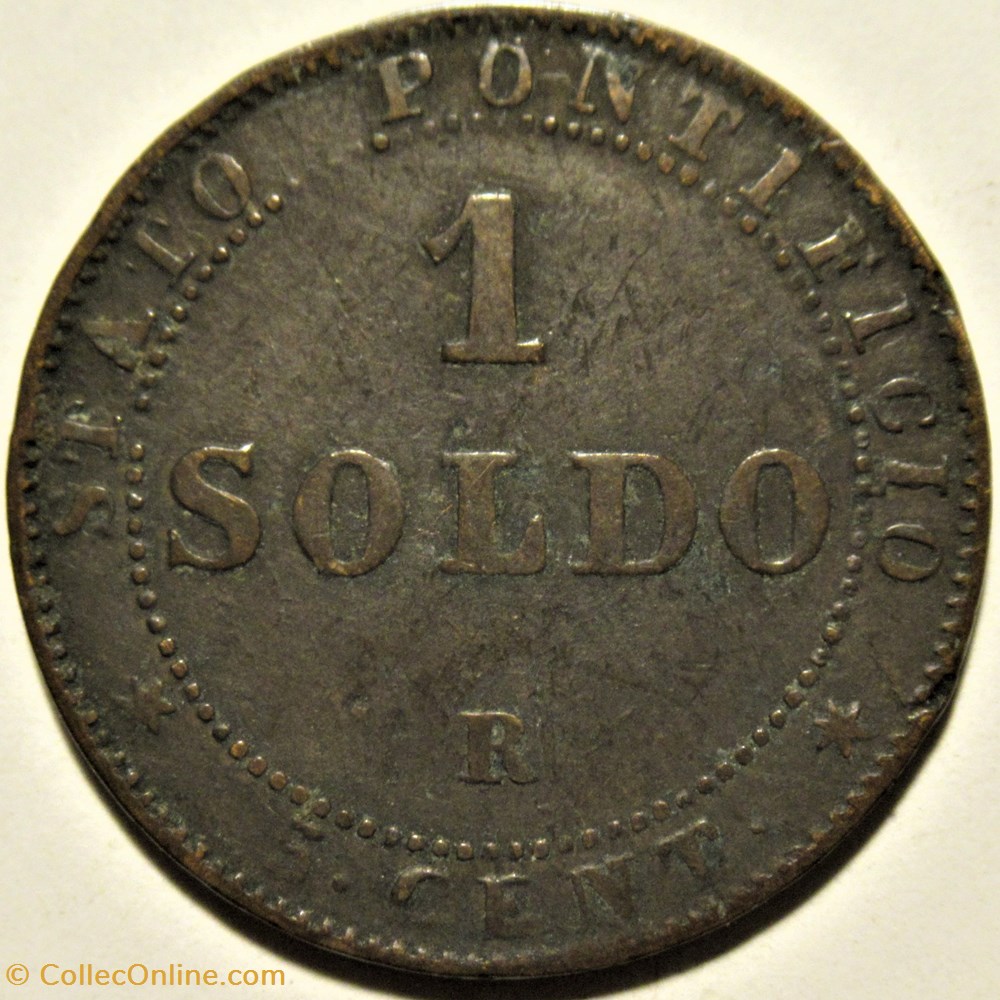 STATO PONTIFICIO
1
SOLDO
R
5 · CENT ·
© CollecOnline.com